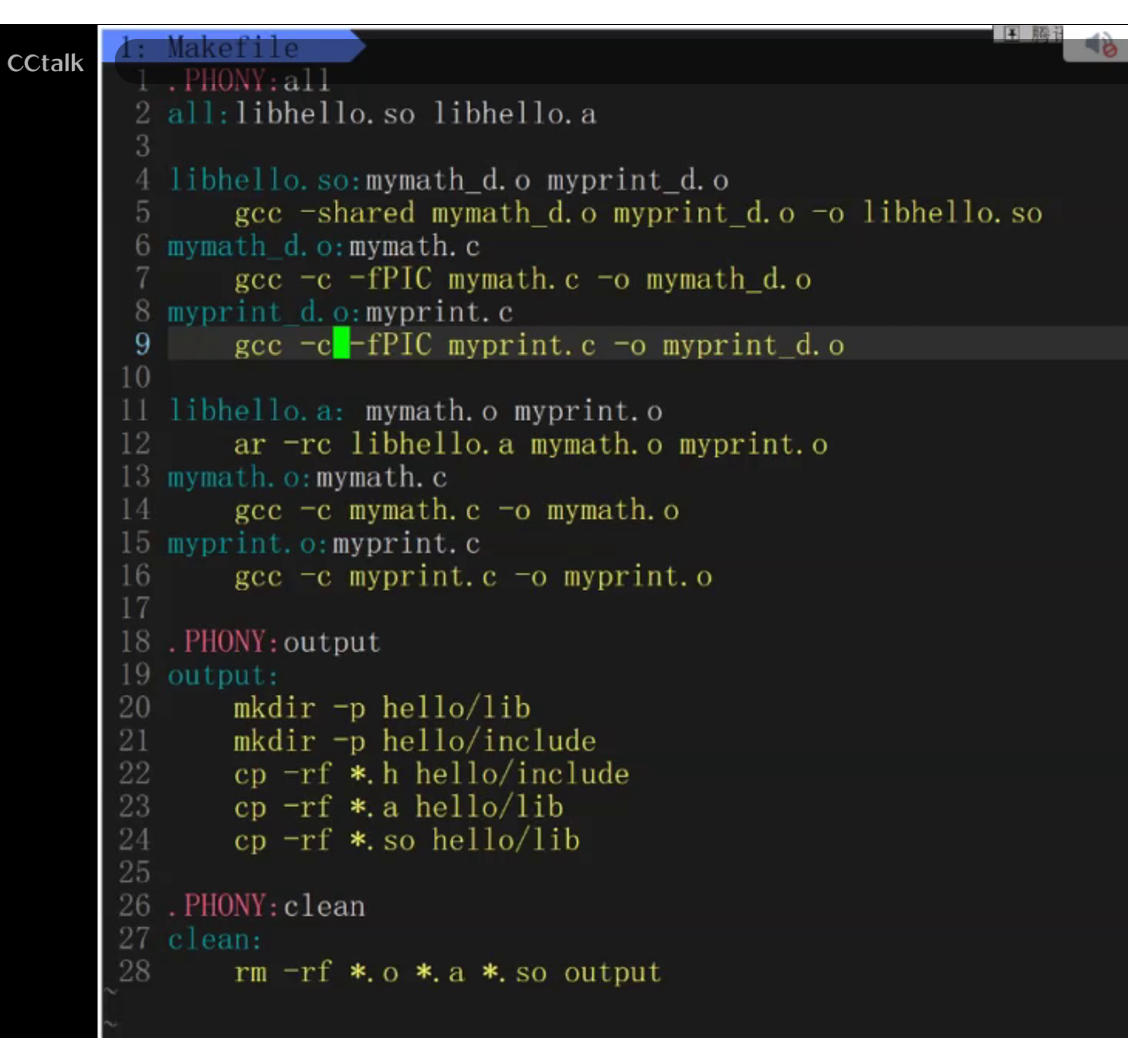 CCtalk
1: Makefile
1 .PHONY:all
2 all:libhello.so libhello.a
3
4 libhello.so:mymath_d.o myprint_d.o
5 gcc -shared mymath_d.o myprint_d.o -o libhello.so
6 mymath_d.o:mymath.c
7 gcc -c -fPIC mymath.c -o mymath_d.o
8 myprint_d.o:myprint.c
9 gcc -c -fPIC myprint.c -o myprint_d.o
10
11 libhello.a: mymath.o myprint.o
12 ar -rc libhello.a mymath.o myprint.o
13 mymath.o:mymath.c
14 gcc -c mymath.c -o mymath.o
15 myprint.o:myprint.c
16 gcc -c myprint.c -o myprint.o
17
18 .PHONY:output
19 output:
20 mkdir -p hello/lib
21 mkdir -p hello/include
22 cp -rf *.h hello/include
23 cp -rf *.a hello/lib
24 cp -rf *.so hello/lib
25
26 .PHONY:clean
27 clean:
28 rm -rf *.o *.a *.so output
~
~